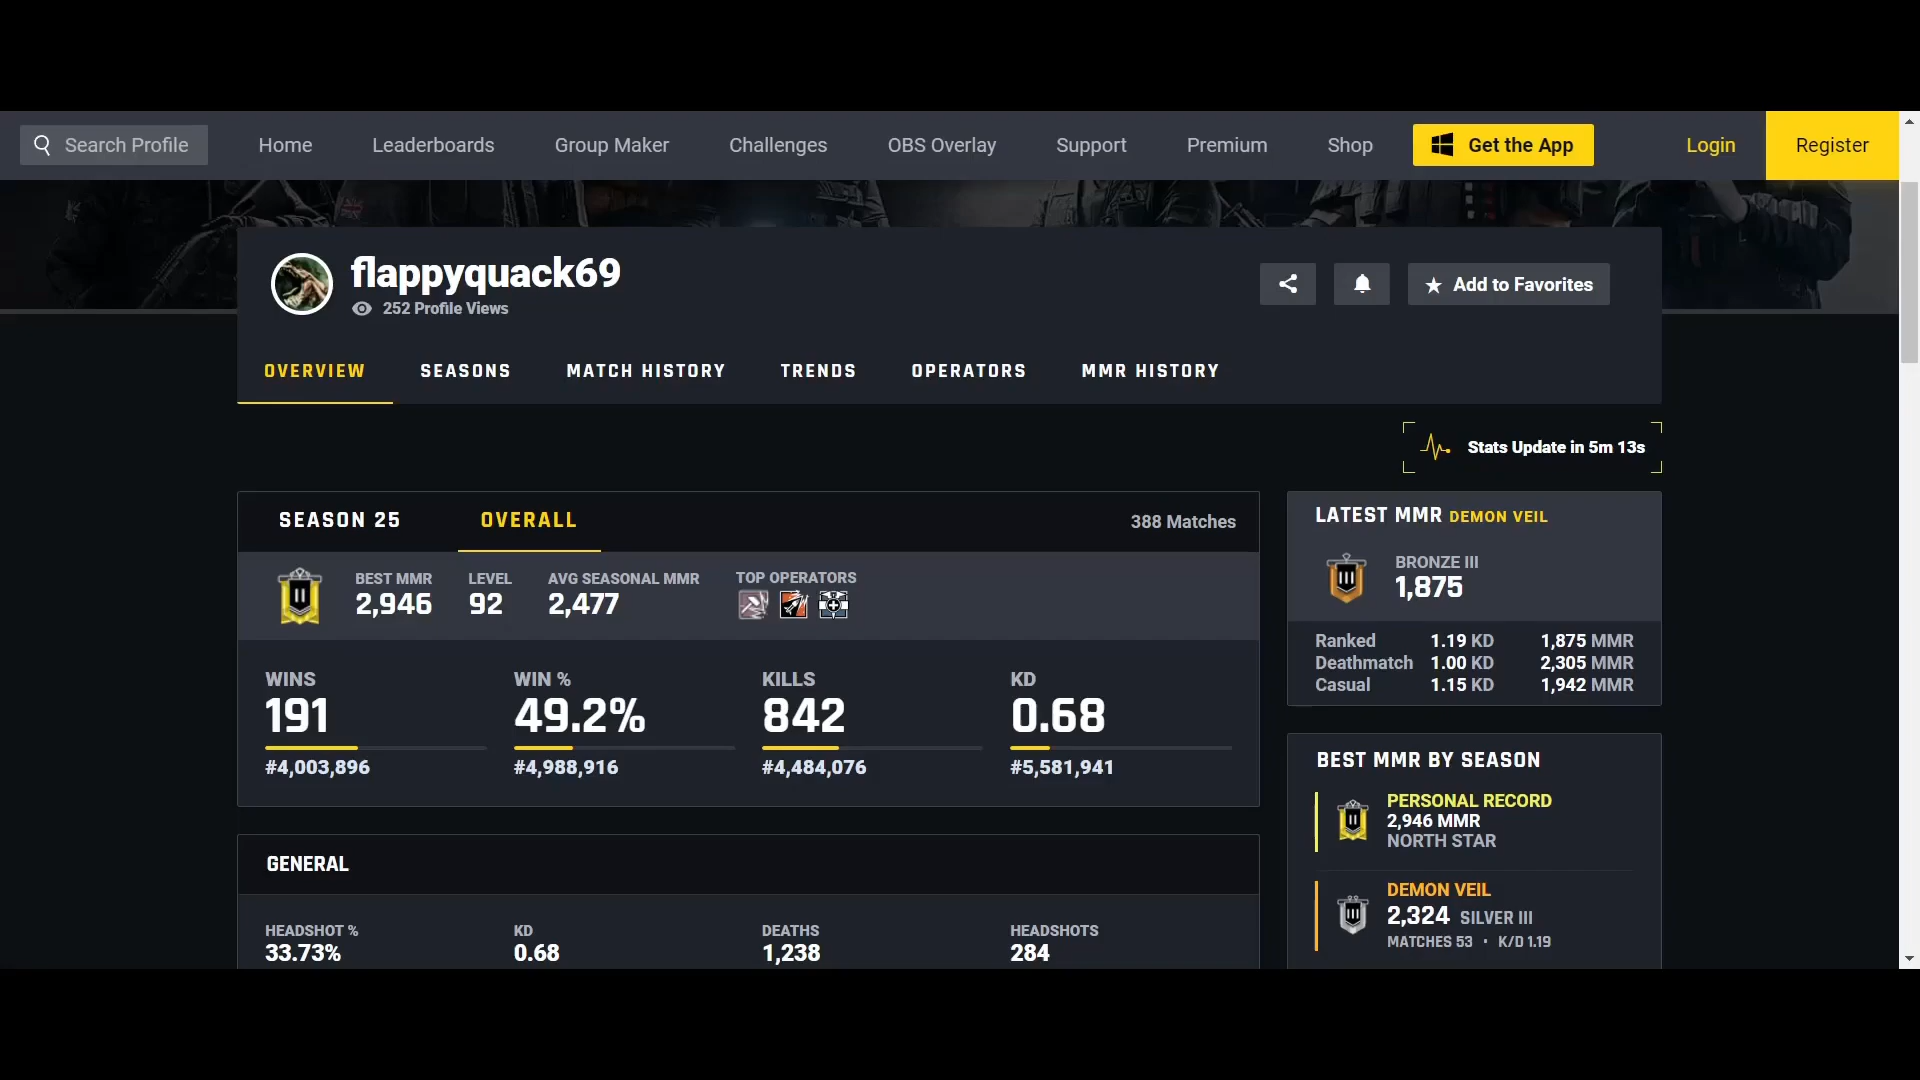 Search Profile Home Leaderboards Group Maker Challenges OBS Overlay Support Premium Shop Get the App Login Register
flappyquack69
252 Profile Views
Add to Favorites
OVERVIEW SEASONS MATCH HISTORY TRENDS OPERATORS MMR HISTORY
Stats Update in 5m 13s
SEASON 25 OVERALL 388 Matches
BEST MMR LEVEL AVG SEASONAL MMR TOP OPERATORS
2,946 92 2,477
WINS WIN % KILLS KD
191 49.2% 842 0.68
#4,003,896 #4,988,916 #4,484,076 #5,581,941
GENERAL
HEADSHOT % KD DEATHS HEADSHOTS
33.73% 0.68 1,238 284
LATEST MMR DEMON VEIL
BRONZE III
1,875
Ranked 1.19 KD 1,875 MMR
Deathmatch 1.00 KD 2,305 MMR
Casual 1.15 KD 1,942 MMR
BEST MMR BY SEASON
PERSONAL RECORD
2,946 MMR
NORTH STAR
DEMON VEIL
2,324 SILVER III
MATCHES 53 • K/D 1.19